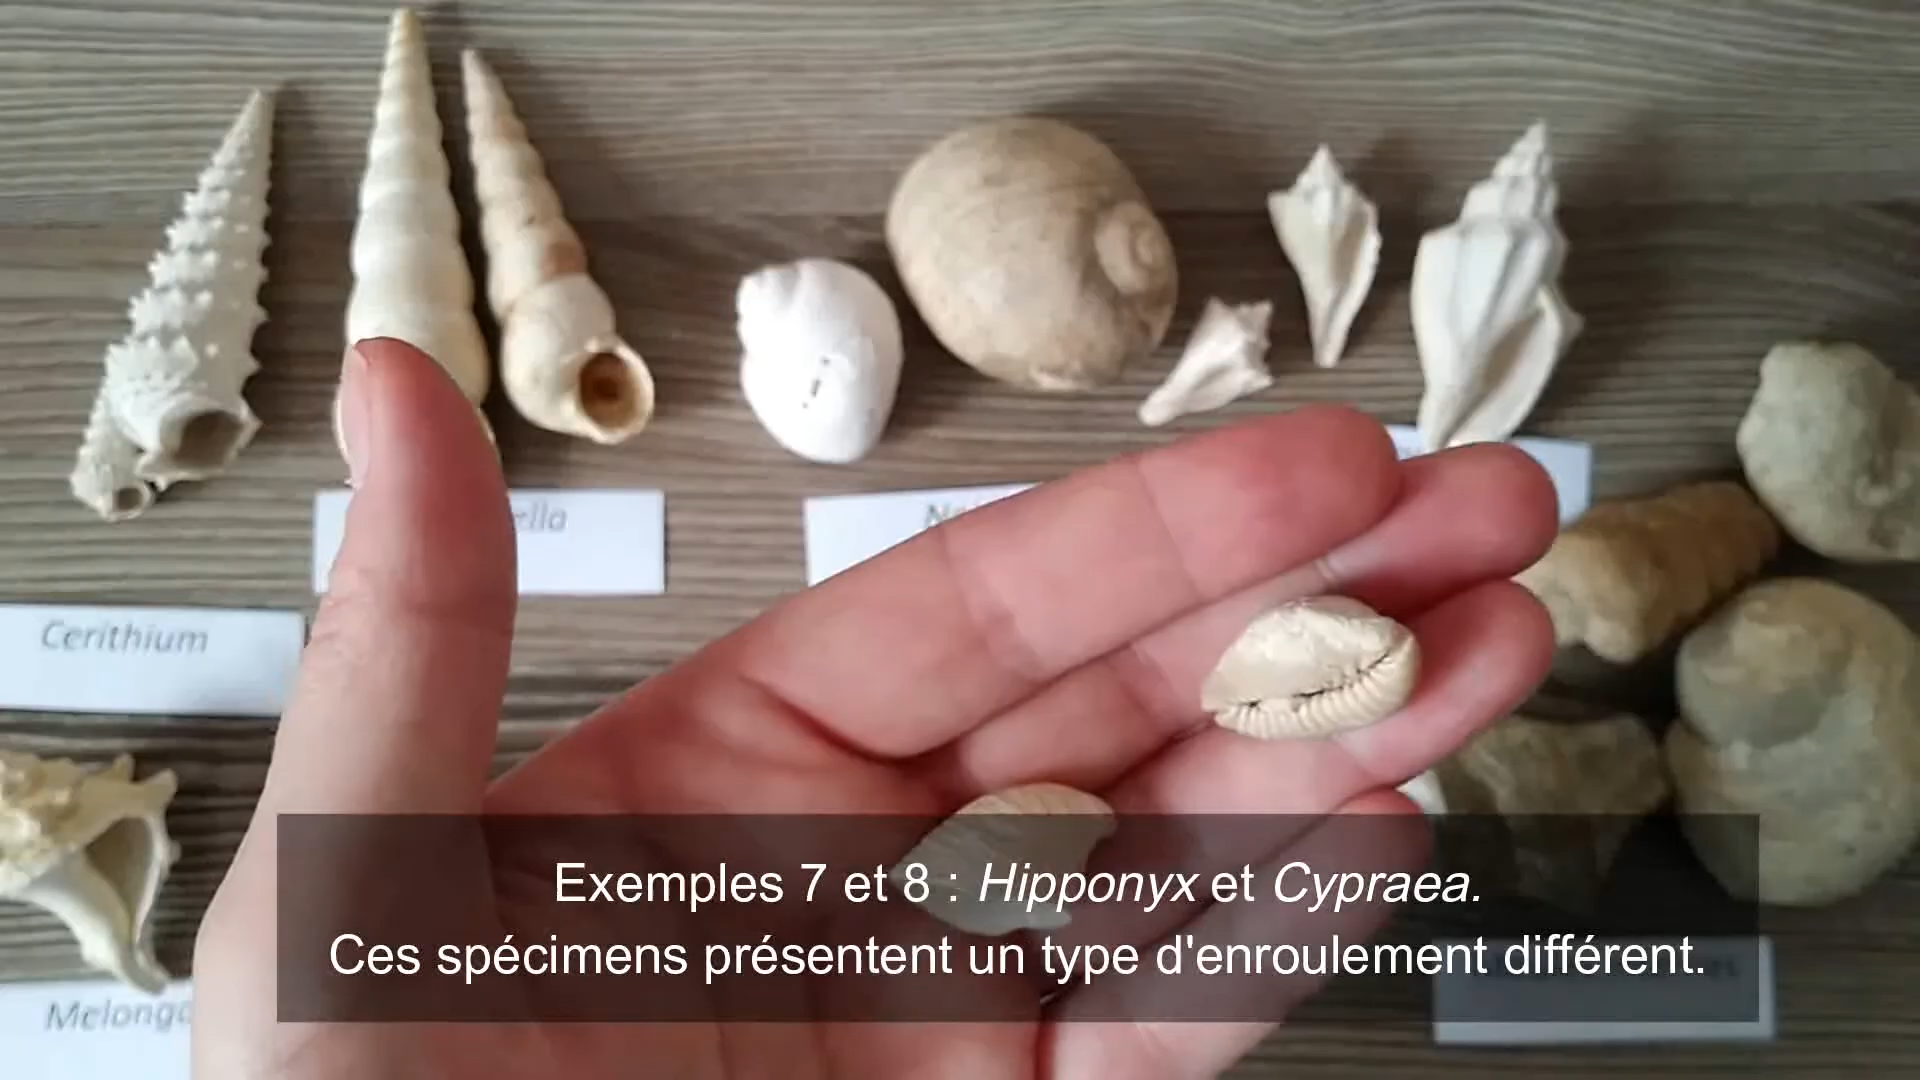 Cerithium
Melonga
Exemples 7 et 8 : Hipponyx et Cypraea.
Ces spécimens présentent un type d'enroulement différent.